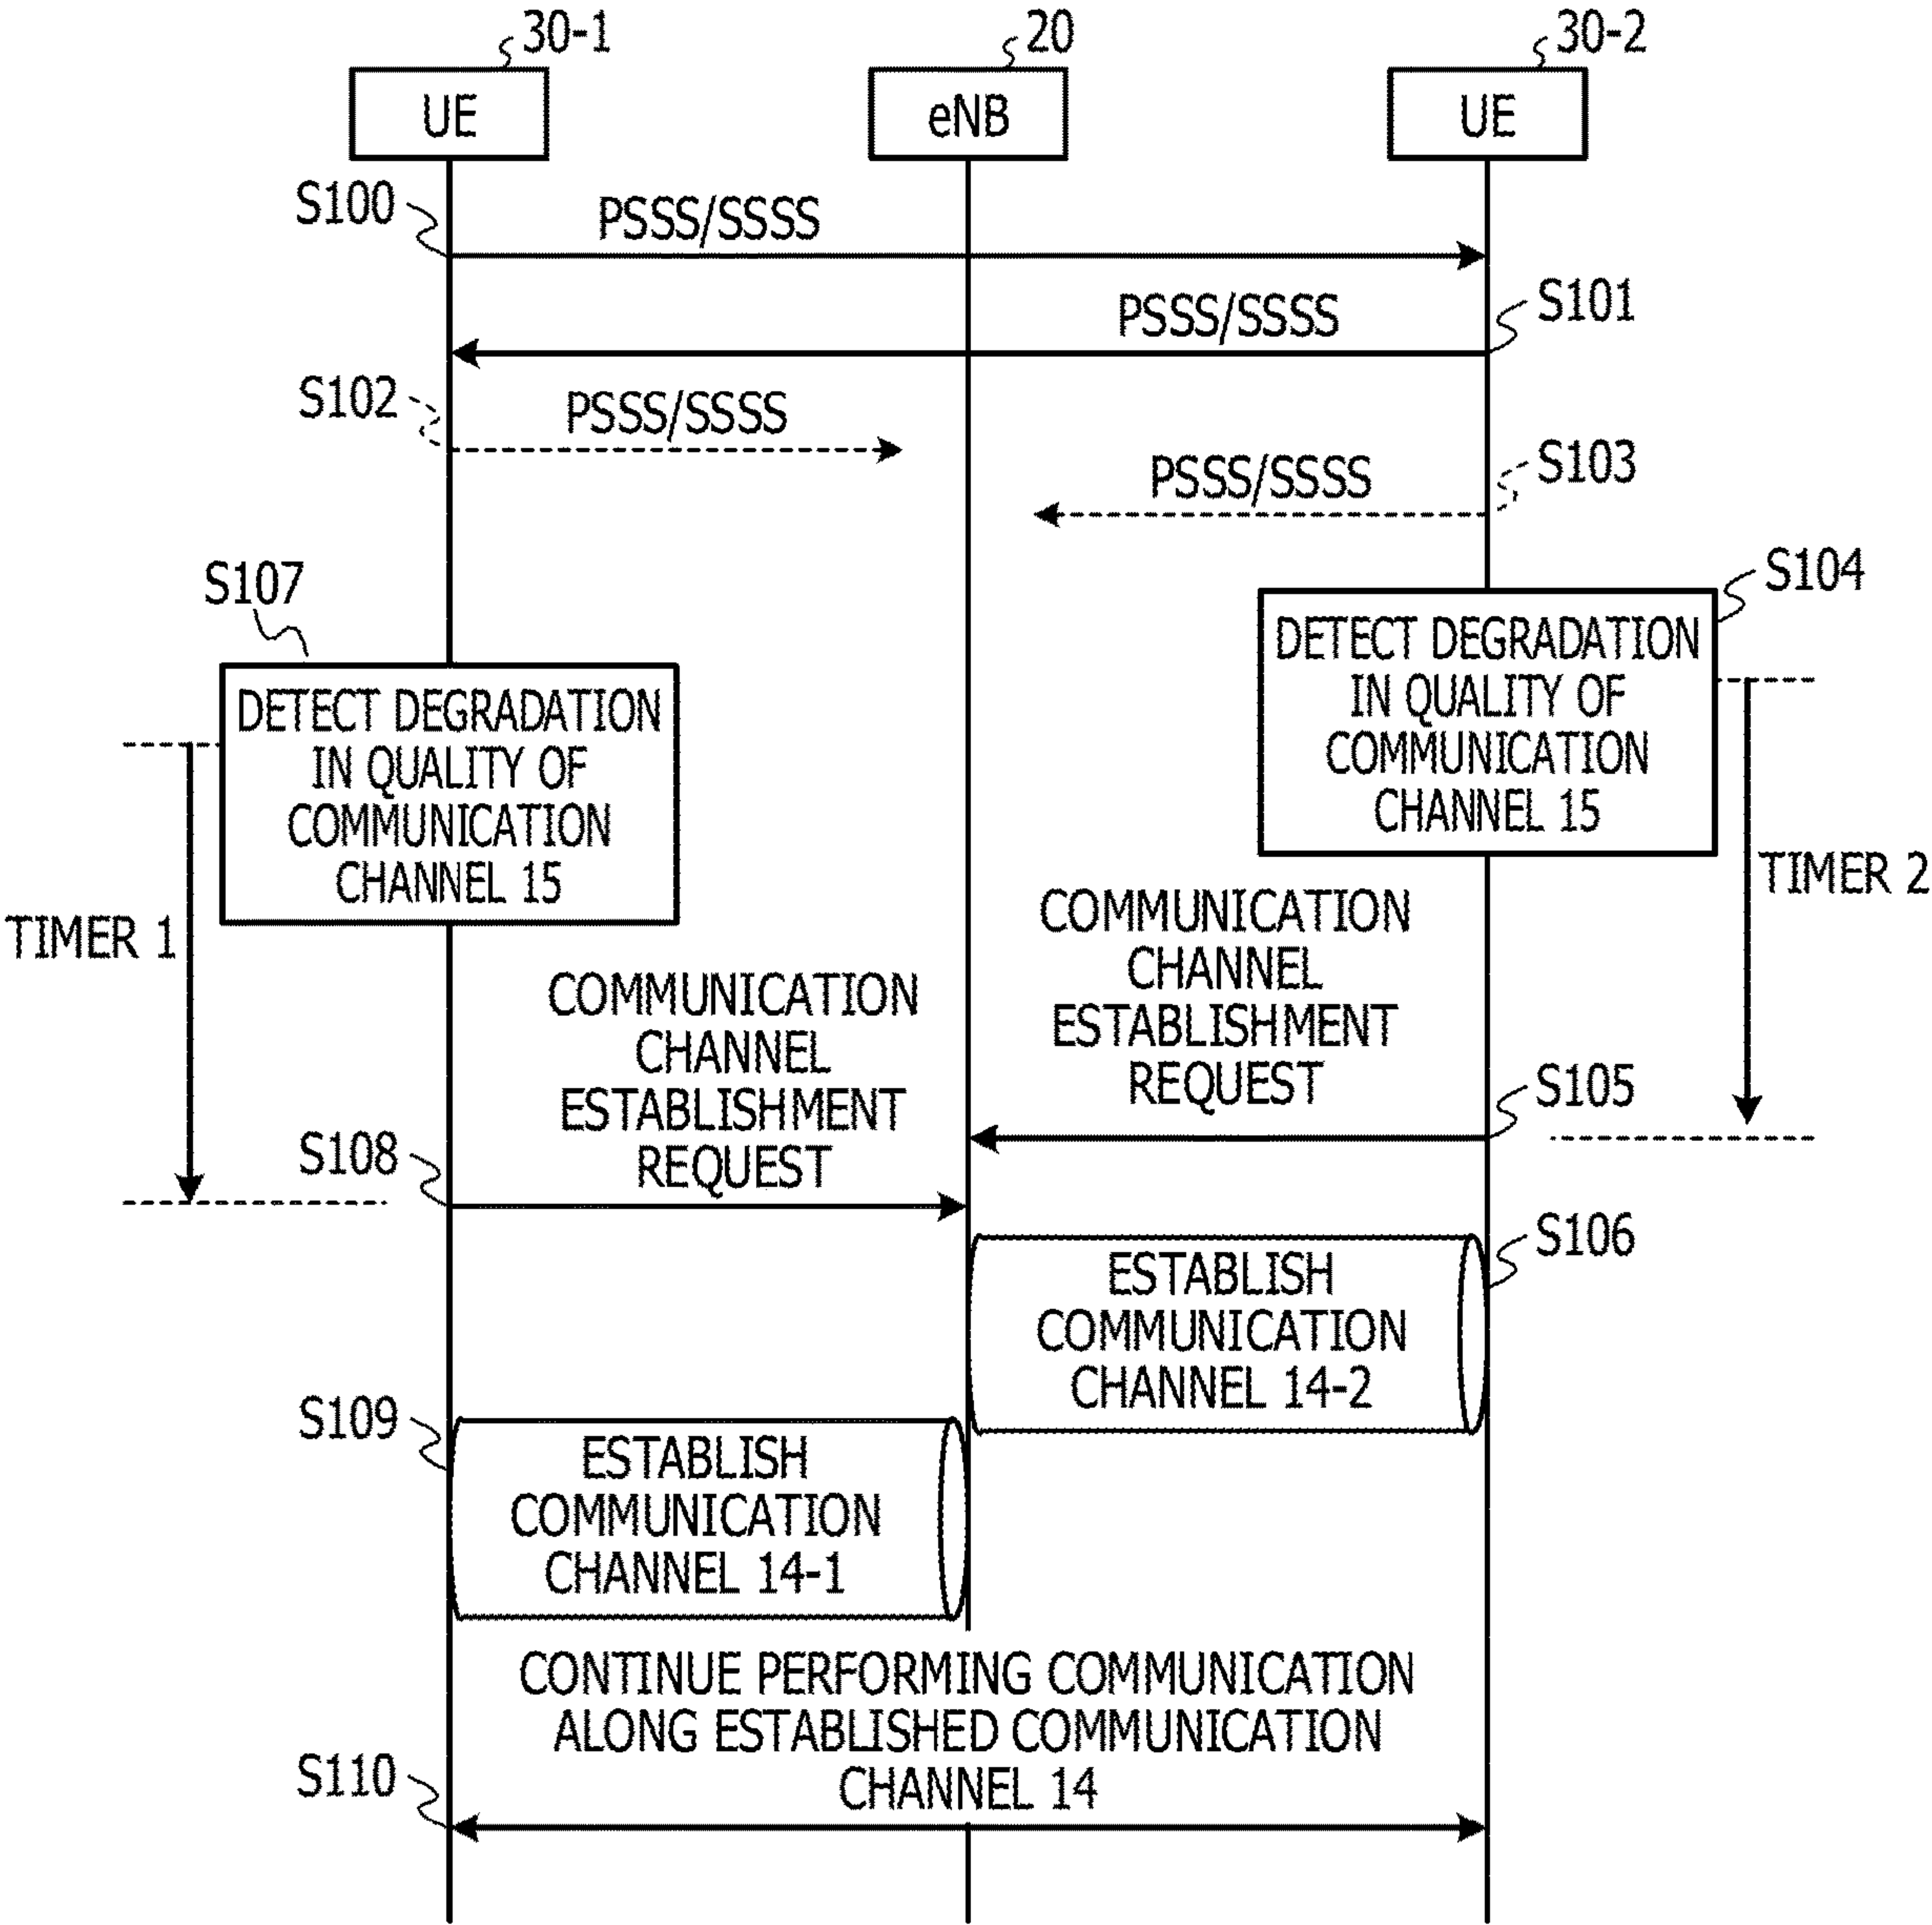 30-1
20
30-2
UE
eNB
UE
S100
PSSS/SSSS
PSSS/SSSS
S101
S102
PSSS/SSSS
PSSS/SSSS
S103
S104
DETECT DEGRADATION
IN QUALITY OF
COMMUNICATION
CHANNEL 15
TIMER 2
S107
DETECT DEGRADATION
IN QUALITY OF
COMMUNICATION
CHANNEL 15
TIMER 1
COMMUNICATION
CHANNEL
ESTABLISHMENT
REQUEST
S105
COMMUNICATION
CHANNEL
ESTABLISHMENT
REQUEST
S108
S106
ESTABLISH
COMMUNICATION
CHANNEL 14-2
S109
ESTABLISH
COMMUNICATION
CHANNEL 14-1
CONTINUE PERFORMING COMMUNICATION
ALONG ESTABLISHED COMMUNICATION
CHANNEL 14
S110